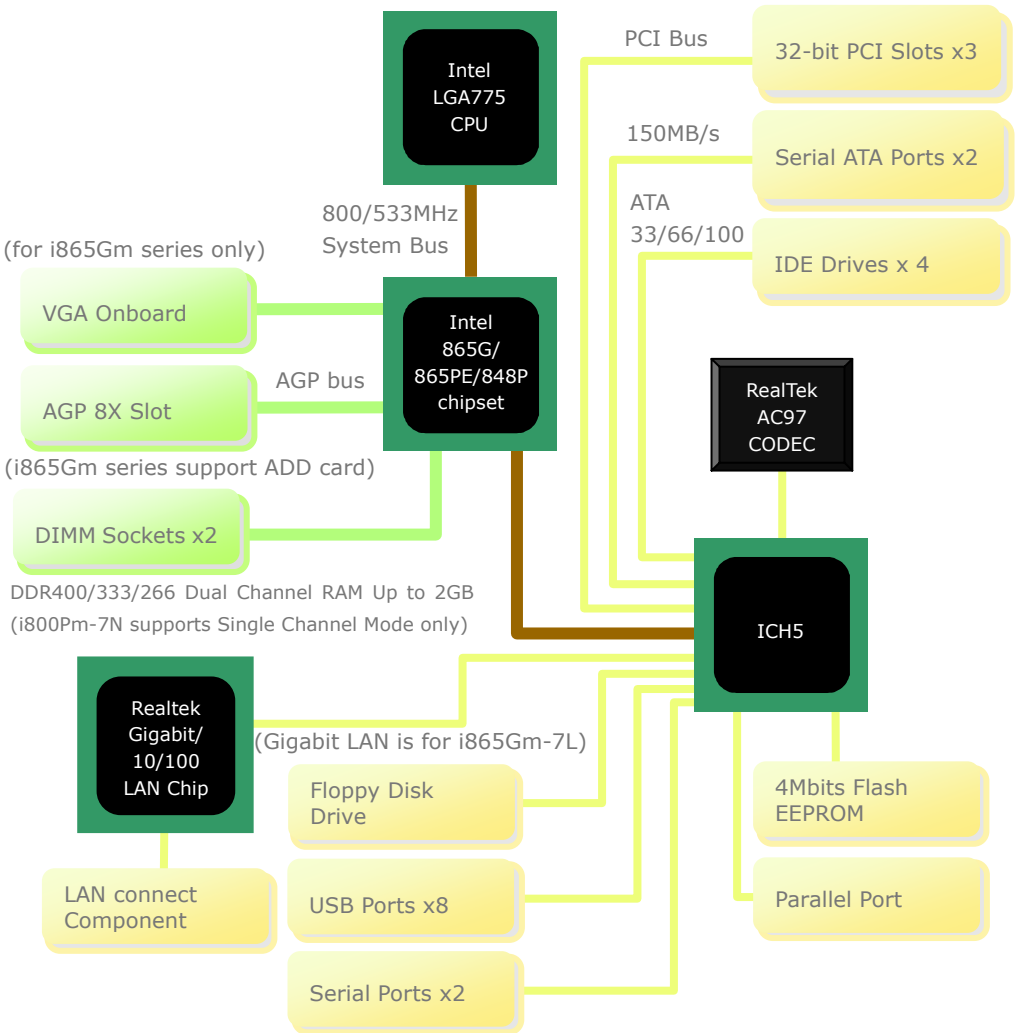 PCI Bus
32-bit PCI Slots x3
Intel
LGA775
CPU
150MB/s
Serial ATA Ports x2
800/533MHz
System Bus
ATA
33/66/100
IDE Drives x 4
(for i865Gm series only)
VGA Onboard
Intel
865G/
865PE/848P
chipset
AGP bus
AGP 8X Slot
RealTek
AC97
CODEC
(i865Gm series support ADD card)
DIMM Sockets x2
DDR400/333/266 Dual Channel RAM Up to 2GB
(i800Pm-7N supports Single Channel Mode only)
ICH5
Realtek
Gigabit/
10/100
LAN Chip
(Gigabit LAN is for i865Gm-7L)
Floppy Disk
Drive
4Mbits Flash
EEPROM
LAN connect
Component
USB Ports x8
Parallel Port
Serial Ports x2